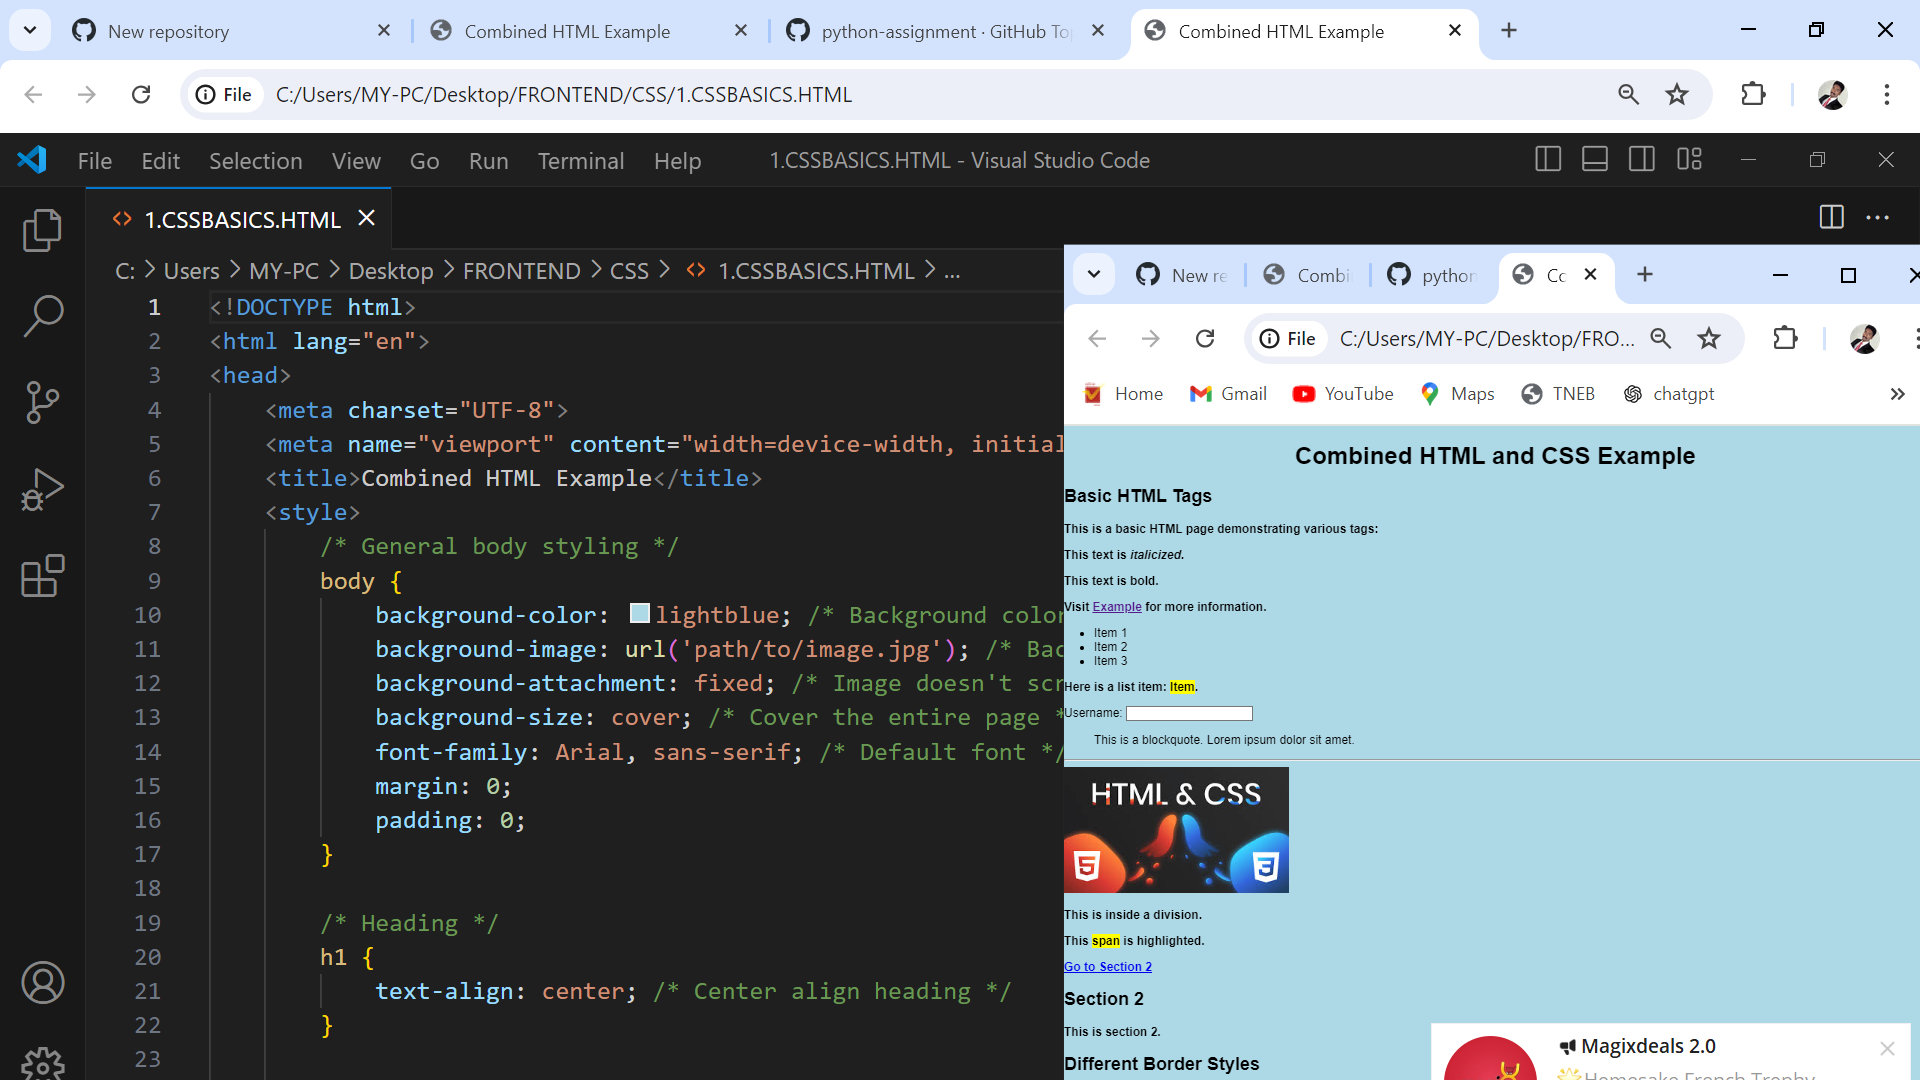 New repository
Combined HTML Example
python-assignment · GitHub To
Combined HTML Example
File
C:/Users/MY-PC/Desktop/FRONTEND/CSS/1.CSSBASICS.HTML
File Edit Selection View Go Run Terminal Help
1.CSSBASICS.HTML - Visual Studio Code
1.CSSBASICS.HTML
C: > Users > MY-PC > Desktop > FRONTEND > CSS > <> 1.CSSBASICS.HTML > ...
1 <!DOCTYPE html>
2 <html lang="en">
3 <head>
4 <meta charset="UTF-8">
5 <meta name="viewport" content="width=device-width, initial
6 <title>Combined HTML Example</title>
7 <style>
8 /* General body styling */
9 body {
10 background-color: lightblue; /* Background color
11 background-image: url('path/to/image.jpg'); /* Bac
12 background-attachment: fixed; /* Image doesn't scr
13 background-size: cover; /* Cover the entire page *
14 font-family: Arial, sans-serif; /* Default font */
15 margin: 0;
16 padding: 0;
17 }
18
19 /* Heading */
20 h1 {
21 text-align: center; /* Center align heading */
22 }
23
New re
Combi
python
Co
File
C:/Users/MY-PC/Desktop/FRO...
Home
Gmail
YouTube
Maps
TNEB
chatgpt
Combined HTML and CSS Example
Basic HTML Tags
This is a basic HTML page demonstrating various tags:
This text is italicized.
This text is bold.
Visit Example for more information.
Item 1
Item 2
Item 3
Here is a list item: Item.
Username:
This is a blockquote. Lorem ipsum dolor sit amet.
HTML & CSS
5 3
This is inside a division.
This span is highlighted.
Go to Section 2
Section 2
This is section 2.
Different Border Styles
Magixdeals 2.0
Homesake French Trophy